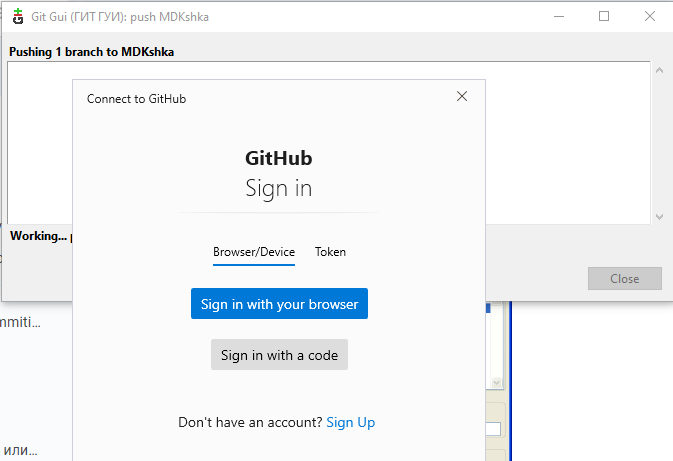 Git Gui (ГИТ ГУИ): push MDKshka
Pushing 1 branch to MDKshka
Connect to GitHub
GitHub
Sign in
Browser/Device Token
Working...
Sign in with your browser
Close
Sign in with a code
Don't have an account? Sign Up
или...